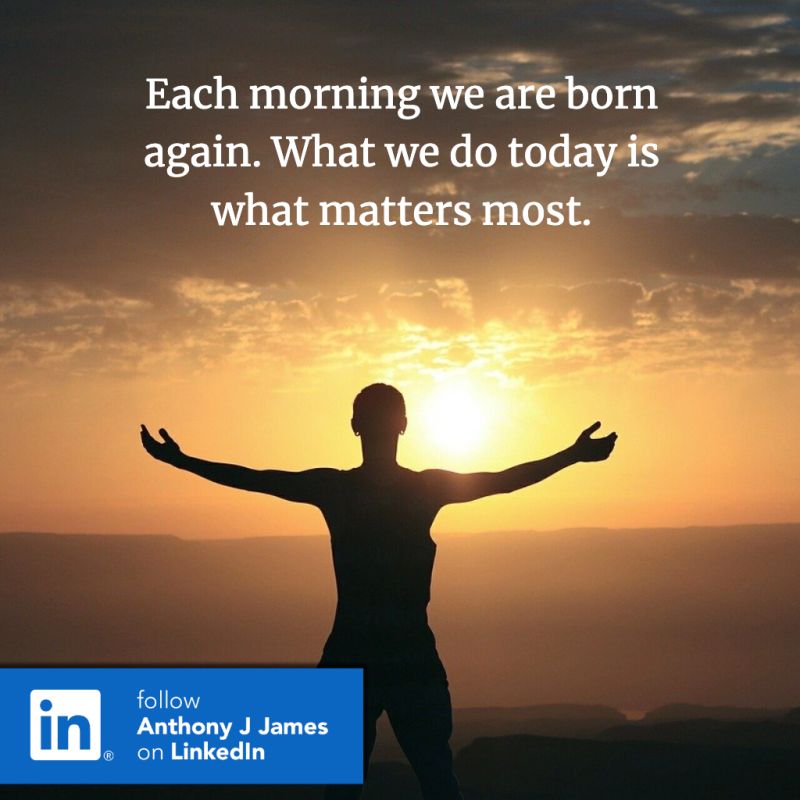 Each morning we are born
again. What we do today is
what matters most.
in®
follow
Anthony J James
on LinkedIn